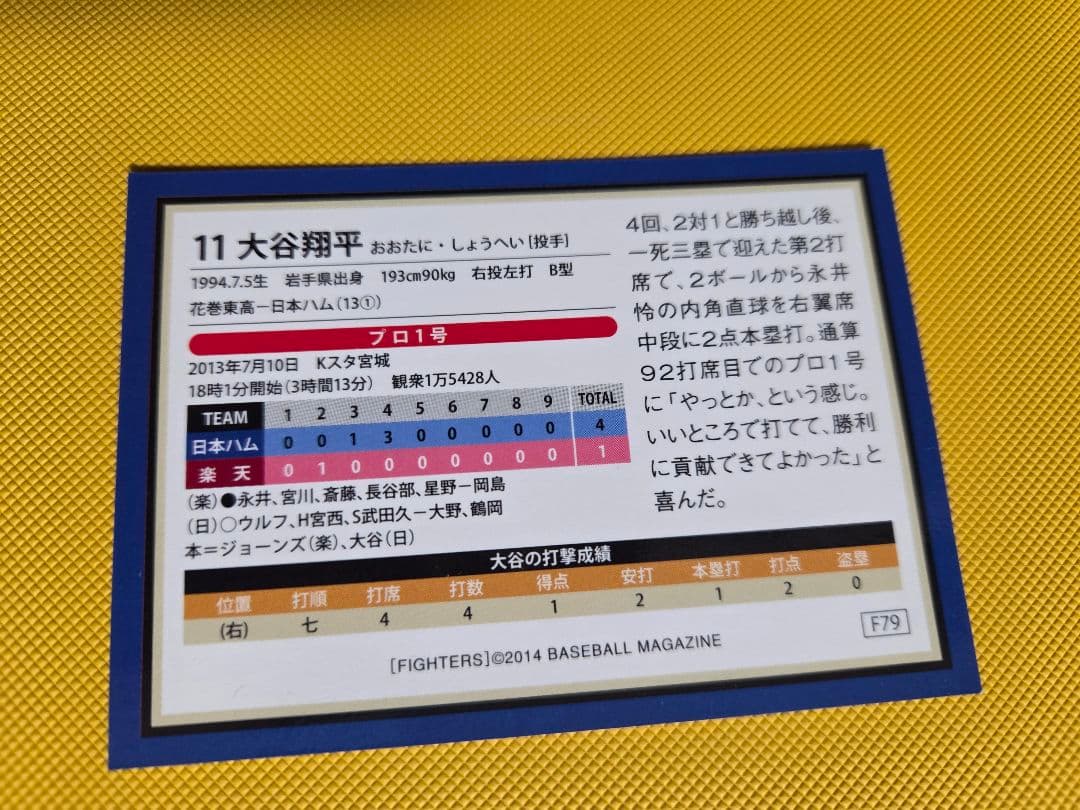 11 大谷翔平 おおたに・しょうへい[投手]
1994.7.5生 岩手県出身 193cm90kg 右投左打 B型
花巻東高ー日本ハム(13①)
プロ1号
2013年7月10日 Kスタ宮城
18時1分開始(3時間13分) 観衆1万5428人
TEAM 1 2 3 4 5 6 7 8 9 TOTAL
日本ハム 0 0 1 3 0 0 0 0 0 4
楽天 0 1 0 0 0 0 0 0 0 1
(楽)●永井、宮川、斎藤、長谷部、星野ー岡島
(日)○ウルフ、H宮西、S武田久ー大野、鶴岡
本=ジョーンズ(楽)、大谷(日)
4回、2対1と勝ち越し後、
一死三塁で迎えた第2打
席で、2ボールから永井
怜の内角直球を右翼席
中段に2点本塁打。通算
92打席目でのプロ1号
に「やっとか、という感じ。
いいところで打てて、勝利
に貢献できてよかった」と
喜んだ。
大谷の打撃成績
位置 打順 打席 打数 得点 安打 本塁打 打点 盗塁
(右) 七 4 4 1 2 1 2 0
F79
[FIGHTERS]©2014 BASEBALL MAGAZINE